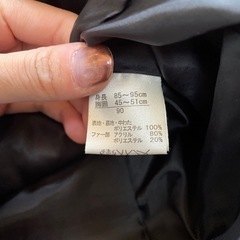 身長 85〜95cm
胸囲 45〜51cm
90
表地・裏地・中わた
ポリエステル 100%
ファー部 アクリル 80%
ポリエステル 20%